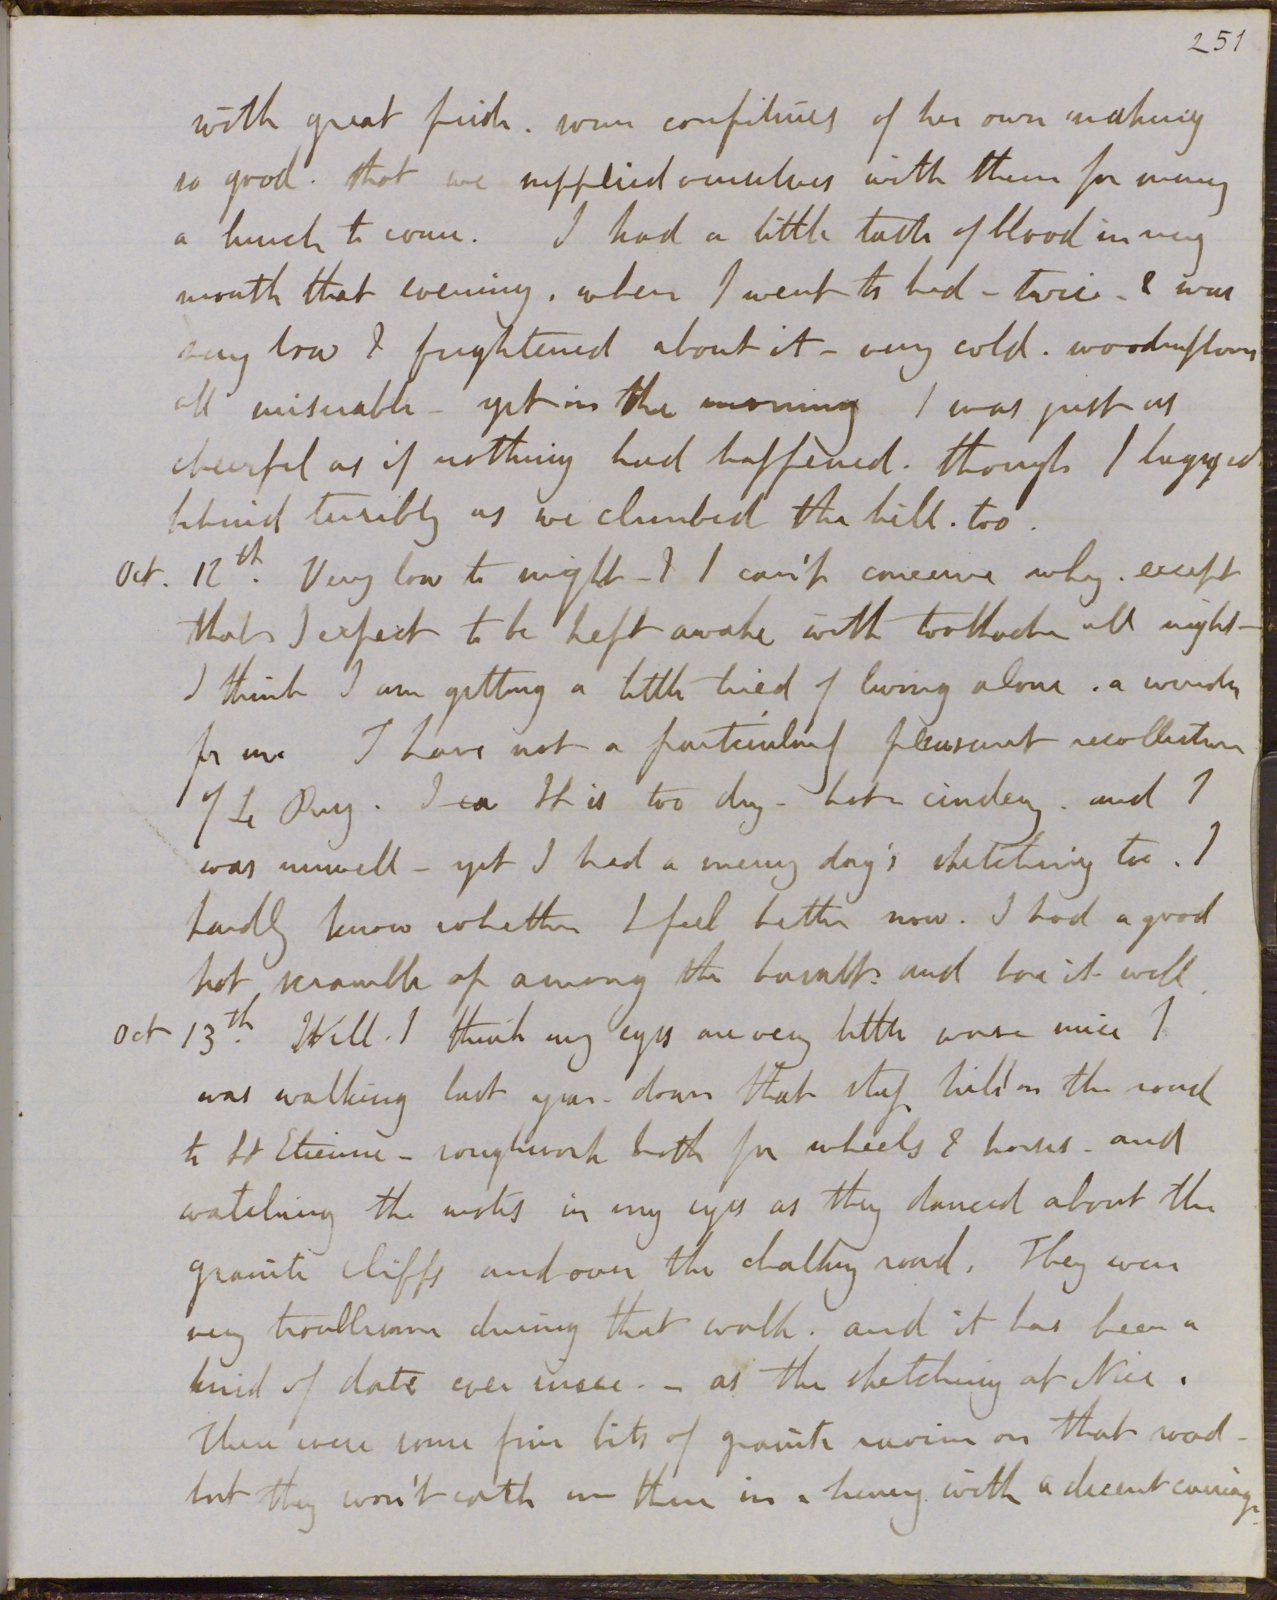 251
with great pride. some confitures of her own making
so good. that we supplied ourselves with them for many
a lunch to come. I had a little taste of blood in my
mouth that evening, when I went to bed - twice - & was
very low & frightened about it - very cold. wood floors
all miserable - yet in the morning I was just as
cheerful as if nothing had happened. though I lagged
behind terribly as we climbed the hill. too.
Oct. 12th. Very low to night - & I can't conceive why. except
that I expect to be kept awake with toothache all night -
I think I am getting a little tired of living alone. a wonder
for me I have not a particularly pleasant recollection
of Le Puy. I ca It is too dry - hot - cindery. and I
was unwell - yet I had a merry day's sketching too. I
hardly know whether I feel better now. I had a good
hot scramble up among the basalts and bore it well.
Oct 13th. Well. I think my eyes are very little worse since I
was walking last year - down that steep hill on the road
to St Etienne - rough work both for wheels & horses - and
watching the motes in my eyes as they danced about the
granite cliffs and over the chalky road. They were
very troublesome during that walk. and it has been a
kind of date ever since. - as the sketching at Nice.
There were some fine bits of granite ravine on that road -
but they won't catch me there in a hurry with a decent carriage.